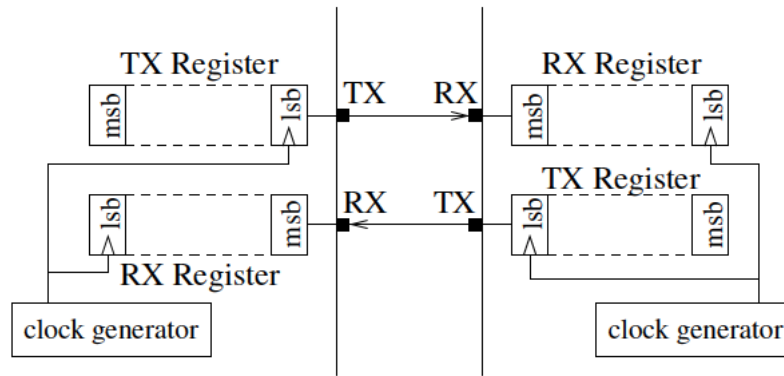 TX Register
RX Register
msb
lsb
TX
RX
msb
lsb
TX Register
lsb
msb
RX
TX
lsb
msb
RX Register
clock generator
clock generator